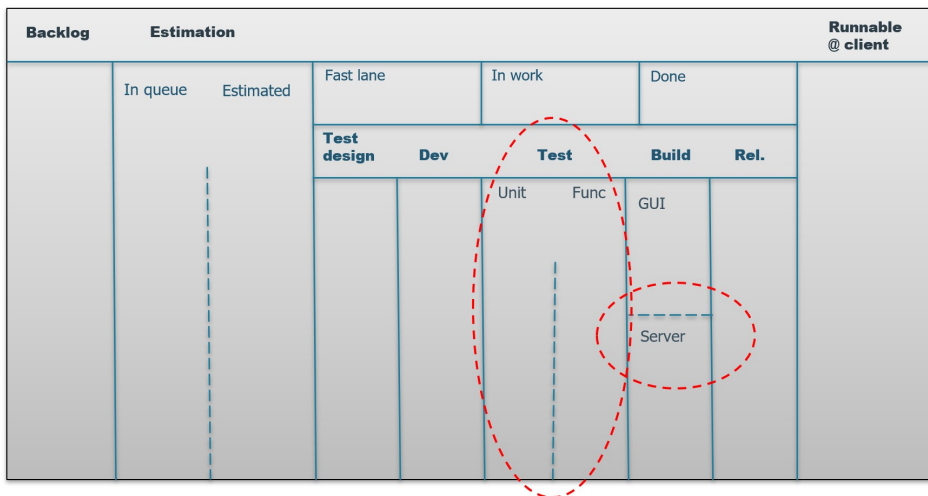 Backlog
Estimation
Runnable
@ client
In queue
Estimated
Fast lane
In work
Done
Test
design
Dev
Test
Build
Rel.
Unit
Func
GUI
Server